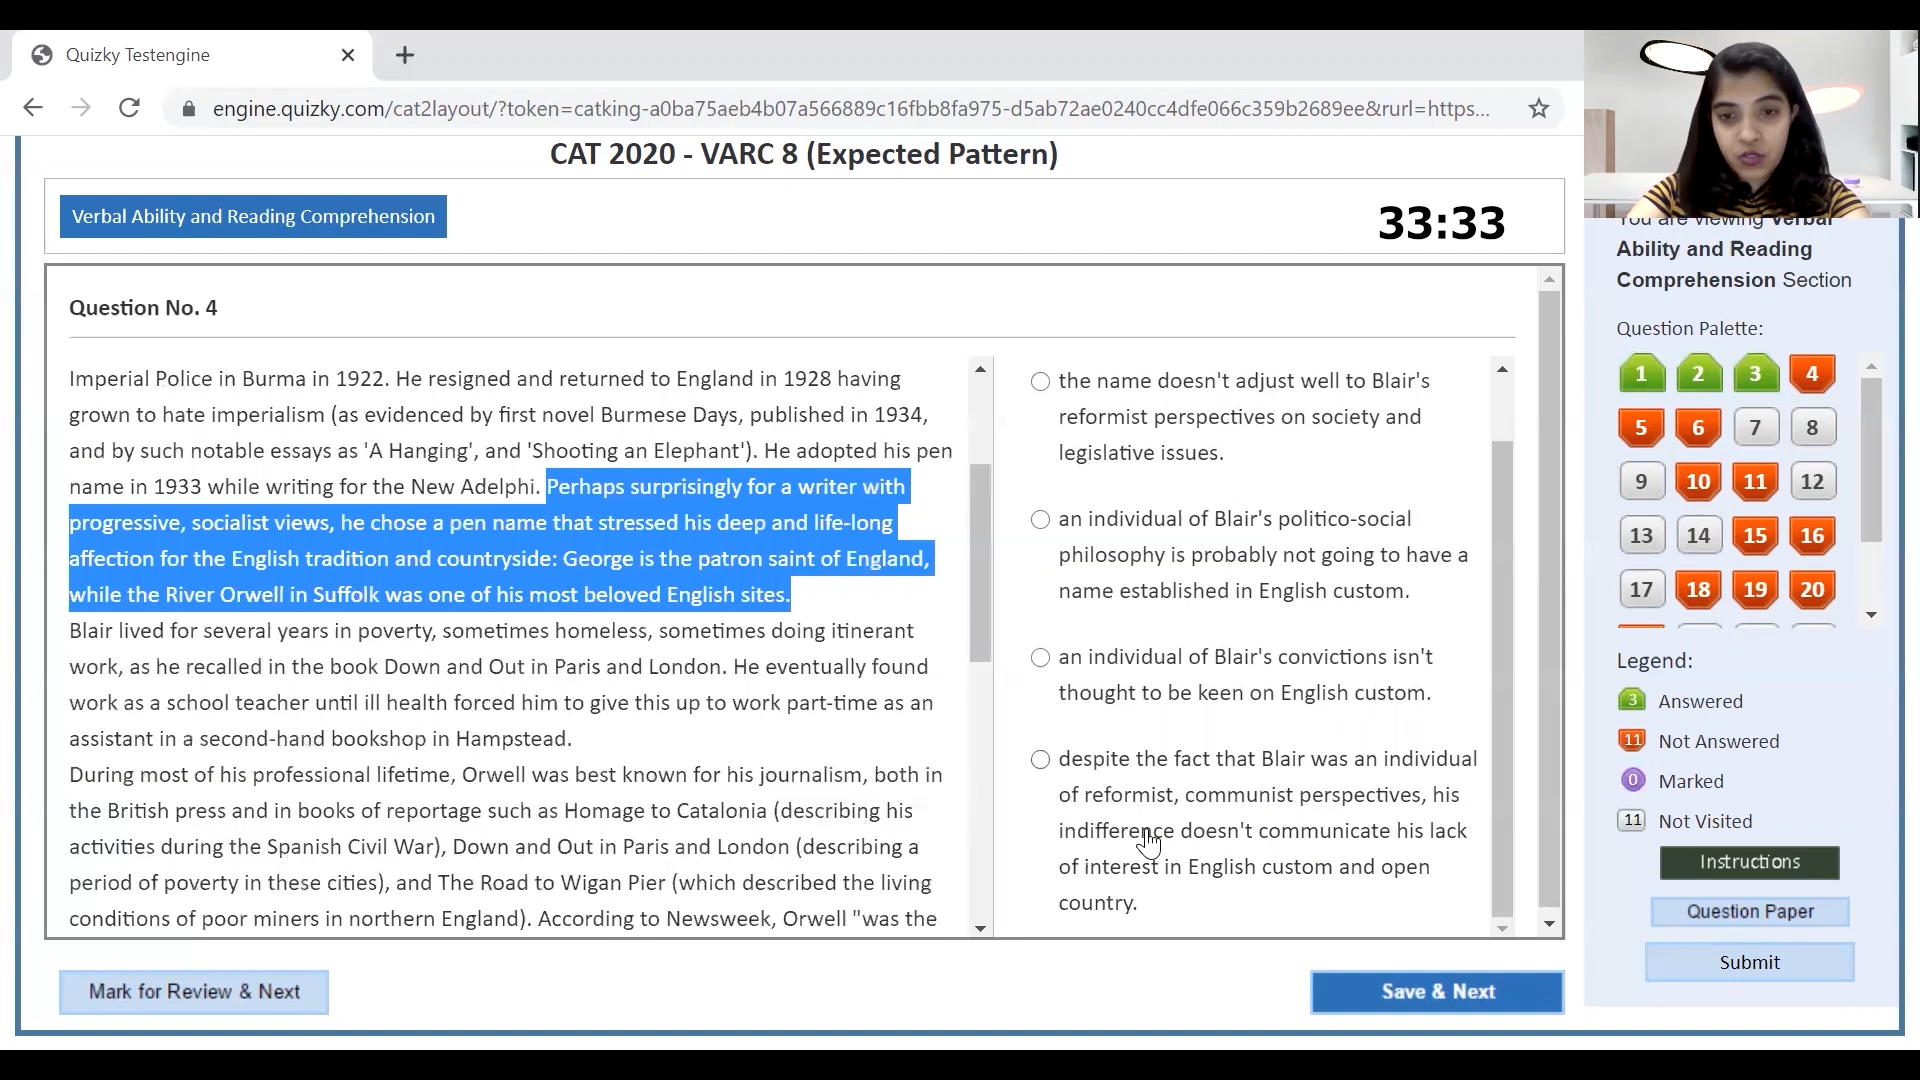 Quizky Testengine
engine.quizky.com/cat2layout/?token=catking-a0ba75aeb4b07a566889c16fbb8fa975-d5ab72ae0240cc4dfe066c359b2689ee&rurl=https...
CAT 2020 - VARC 8 (Expected Pattern)
Verbal Ability and Reading Comprehension
33:33
Question No. 4
Imperial Police in Burma in 1922. He resigned and returned to England in 1928 having
grown to hate imperialism (as evidenced by first novel Burmese Days, published in 1934,
and by such notable essays as 'A Hanging', and 'Shooting an Elephant'). He adopted his pen
name in 1933 while writing for the New Adelphi. Perhaps surprisingly for a writer with
progressive, socialist views, he chose a pen name that stressed his deep and life-long
affection for the English tradition and countryside: George is the patron saint of England,
while the River Orwell in Suffolk was one of his most beloved English sites.
Blair lived for several years in poverty, sometimes homeless, sometimes doing itinerant
work, as he recalled in the book Down and Out in Paris and London. He eventually found
work as a school teacher until ill health forced him to give this up to work part-time as an
assistant in a second-hand bookshop in Hampstead.
During most of his professional lifetime, Orwell was best known for his journalism, both in
the British press and in books of reportage such as Homage to Catalonia (describing his
activities during the Spanish Civil War), Down and Out in Paris and London (describing a
period of poverty in these cities), and The Road to Wigan Pier (which described the living
conditions of poor miners in northern England). According to Newsweek, Orwell "was the
the name doesn't adjust well to Blair's
reformist perspectives on society and
legislative issues.
an individual of Blair's politico-social
philosophy is probably not going to have a
name established in English custom.
an individual of Blair's convictions isn't
thought to be keen on English custom.
despite the fact that Blair was an individual
of reformist, communist perspectives, his
indifference doesn't communicate his lack
of interest in English custom and open
country.
Mark for Review & Next
Save & Next
You are viewing Verbal
Ability and Reading
Comprehension Section
Question Palette:
1 2 3 4
5 6 7 8
9 10 11 12
13 14 15 16
17 18 19 20
Legend:
3 Answered
11 Not Answered
0 Marked
11 Not Visited
Instructions
Question Paper
Submit